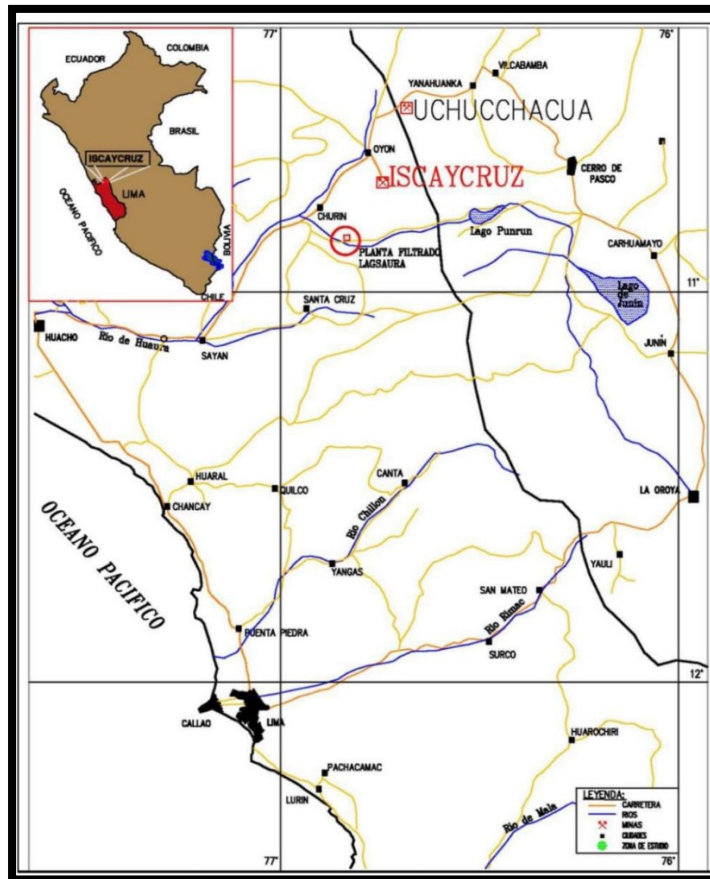 77°
76°
COLOMBIA
ECUADOR
BRASIL
ISCAYCRUZ
LIMA
OCEANO PACIFICO
BOLIVIA
CHILE
VILCABAMBA
YANAHUANKA
UCHUCCHACUA
OYON
CERRO DE
PASCO
ISCAYCRUZ
CHURIN
Lago Punrun
PLANTA FILTRADO
LAGSAURA
CARHUAMAYO
11°
Lago
de
Junin
SANTA CRUZ
HUACHO
Rio de Huaura
SAYAN
JUNÍN
HUARAL
QUILCO
CANTA
LA OROYA
CHANCAY
Rio Chillon
OCEANO PACIFICO
YANGAS
YAULI
SAN MATEO
Rio Rimac
PUENTA PIEDRA
SURCO
12°
CALLAO
LIMA
HUAROCHIRI
PACHACAMAC
LURIN
Rio de Mala
LEYENDA:
CARRETERA
RIOS
MINAS
CIUDADES
ZONA DE ESTUDIO
77°
76°